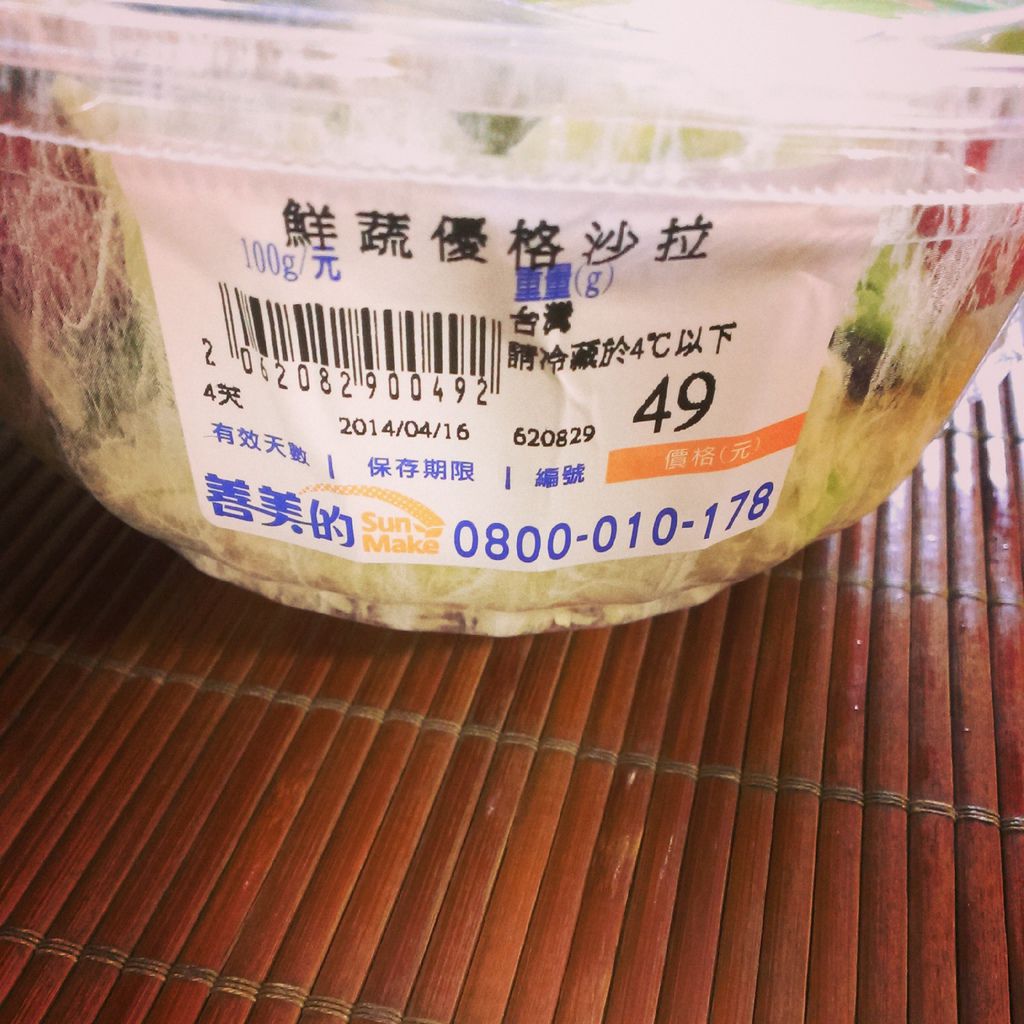 鮮蔬優格沙拉
100g/元 重量(g)
台灣
請冷藏於4℃以下
2 062082 900492
49
4天
2014/04/16 620829
有效天數 | 保存期限 | 編號 價格(元)
善美的 Sun Make 0800-010-178